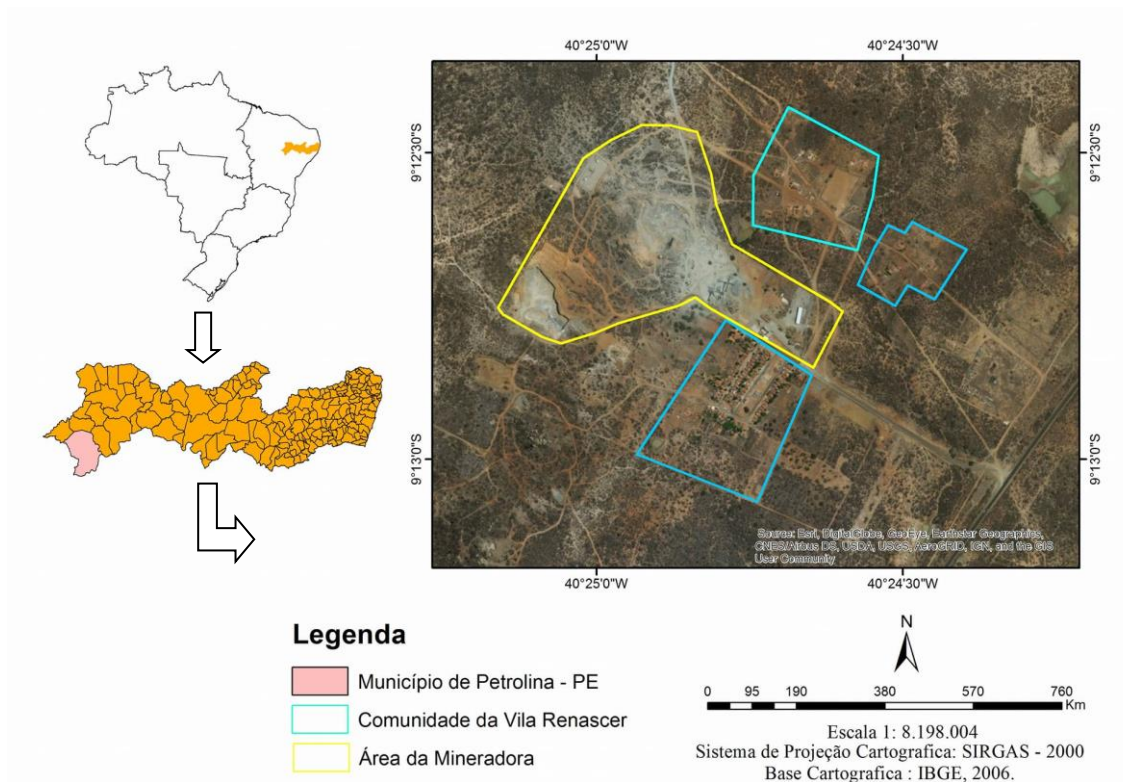 40°25'0"W
40°24'30"W
9°12'30"S
9°12'30"S
9°13'0"S
9°13'0"S
Source: Esri, DigitalGlobe, GeoEye, Earthstar Geographics,
CNES/Airbus DS, USDA, USGS, AeroGRID, IGN, and the GIS
User Community
40°25'0"W
40°24'30"W
Legenda
Município de Petrolina - PE
Comunidade da Vila Renascer
Área da Mineradora
N
0 95 190 380 570 760
Km
Escala 1: 8.198.004
Sistema de Projeção Cartografica: SIRGAS - 2000
Base Cartografica : IBGE, 2006.